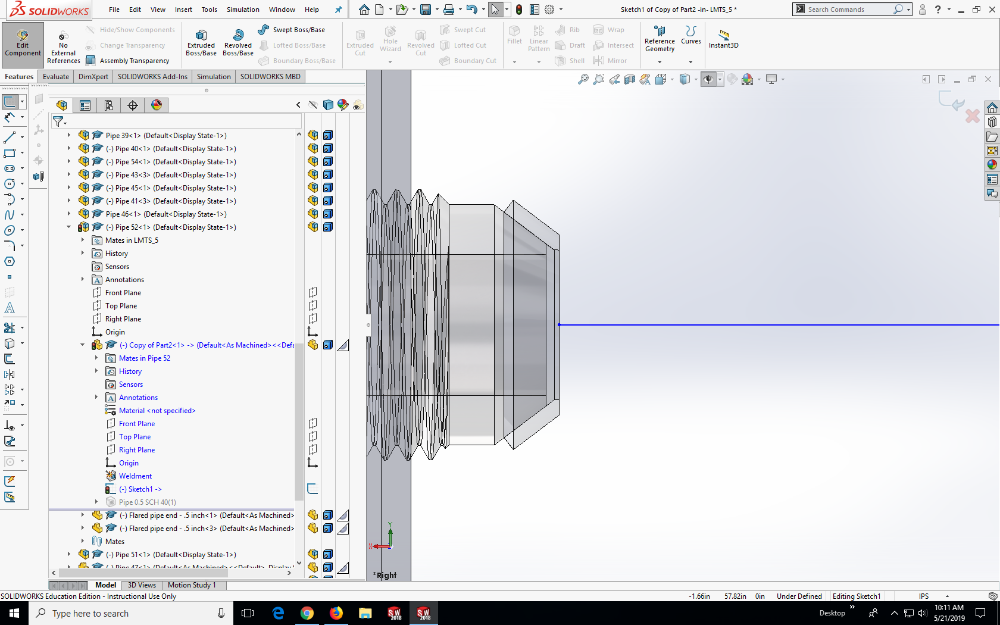 SOLIDWORKS
File Edit View Insert Tools Simulation Window Help
Sketch1 of Copy of Part2 -in- LMTS_5 *
Search Commands
Edit Component
No External References
Hide/Show Components
Change Transparency
Assembly Transparency
Extruded Boss/Base
Revolved Boss/Base
Swept Boss/Base
Lofted Boss/Base
Boundary Boss/Base
Extruded Cut
Hole Wizard
Revolved Cut
Swept Cut
Lofted Cut
Boundary Cut
Fillet
Linear Pattern
Rib
Draft
Shell
Wrap
Intersect
Mirror
Reference Geometry
Curves
Instant3D
Features Evaluate DimXpert SOLIDWORKS Add-Ins Simulation SOLIDWORKS MBD
Pipe 39<1> (Default<Display State-1>)
(-) Pipe 40<1> (Default<Display State-1>)
(-) Pipe 54<1> (Default<Display State-1>)
(-) Pipe 43<3> (Default<Display State-1>)
(-) Pipe 45<1> (Default<Display State-1>)
(-) Pipe 41<3> (Default<Display State-1>)
Pipe 46<1> (Default<Display State-1>)
(-) Pipe 52<1> (Default<Display State-1>)
Mates in LMTS_5
History
Sensors
Annotations
Front Plane
Top Plane
Right Plane
Origin
(-) Copy of Part2<1> -> (Default<As Machined><<Defa
Mates in Pipe 52
History
Sensors
Annotations
Material <not specified>
Front Plane
Top Plane
Right Plane
Origin
Weldment
(-) Sketch1 ->
Pipe 0.5 SCH 40(1)
(-) Flared pipe end - .5 inch<1> (Default<As Machined>
(-) Flared pipe end - .5 inch<3> (Default<As Machined>
Mates
(-) Pipe 51<1> (Default<Display State-1>)
(-) Pipe 47<1> (Default<As Machined><<Default>_Display
Y
X
*Right
Model 3D Views Motion Study 1
SOLIDWORKS Education Edition - Instructional Use Only
-1.66in 57.82in 0in Under Defined Editing Sketch1 IPS
Type here to search
SW 2018
SW 2018
Desktop
10:11 AM
5/21/2019